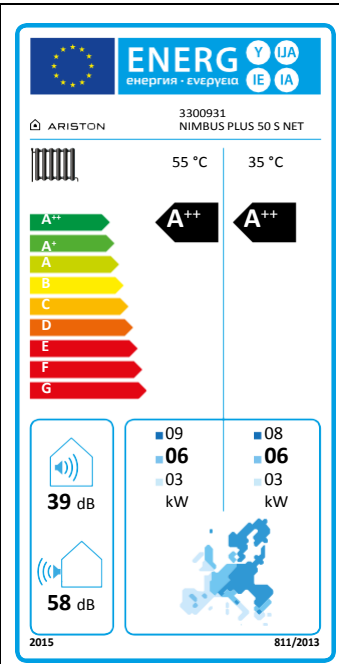 ENERG Y IJA
енергия · ενεργεια IE IA
3300931
ARISTON NIMBUS PLUS 50 S NET
55 °C 35 °C
A++ A++ A++
A+
A
B
C
D
E
F
G
09 08
06 06
03 03
kW kW
39 dB
58 dB
2015 811/2013